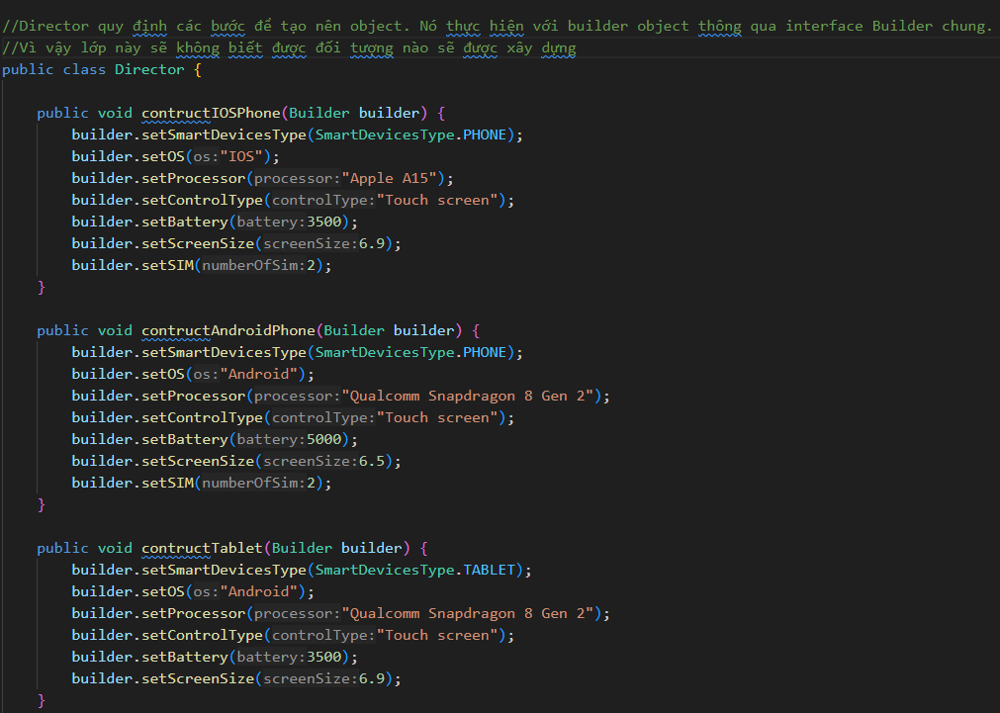 //Director quy định các bước để tạo nên object. Nó thực hiện với builder object thông qua interface Builder chung.
//Vì vậy lớp này sẽ không biết được đối tượng nào sẽ được xây dựng
public class Director {
public void contructIOSPhone(Builder builder) {
builder.setSmartDevicesType(SmartDevicesType.PHONE);
builder.setOS(os:"IOS");
builder.setProcessor(processor:"Apple A15");
builder.setControlType(controlType:"Touch screen");
builder.setBattery(battery:3500);
builder.setScreenSize(screenSize:6.9);
builder.setSIM(numberOfSim:2);
}
public void contructAndroidPhone(Builder builder) {
builder.setSmartDevicesType(SmartDevicesType.PHONE);
builder.setOS(os:"Android");
builder.setProcessor(processor:"Qualcomm Snapdragon 8 Gen 2");
builder.setControlType(controlType:"Touch screen");
builder.setBattery(battery:5000);
builder.setScreenSize(screenSize:6.5);
builder.setSIM(numberOfSim:2);
}
public void contructTablet(Builder builder) {
builder.setSmartDevicesType(SmartDevicesType.TABLET);
builder.setOS(os:"Android");
builder.setProcessor(processor:"Qualcomm Snapdragon 8 Gen 2");
builder.setControlType(controlType:"Touch screen");
builder.setBattery(battery:3500);
builder.setScreenSize(screenSize:6.9);
}